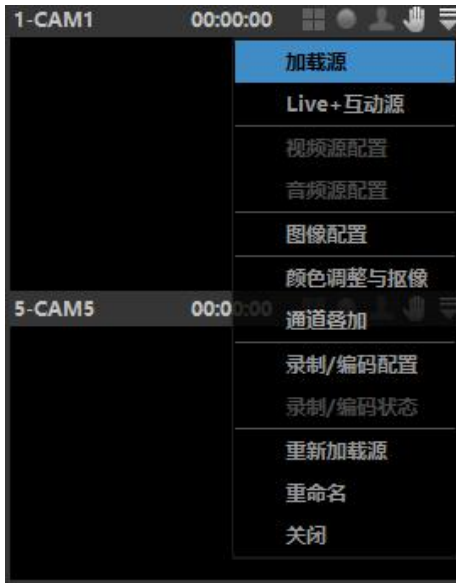 1-CAM1 00:00:00
加载源
Live+互动源
视频源配置
音频源配置
图像配置
颜色调整与抠像
5-CAM5 00:00:00
通道叠加
录制/编码配置
录制/编码状态
重新加载源
重命名
关闭